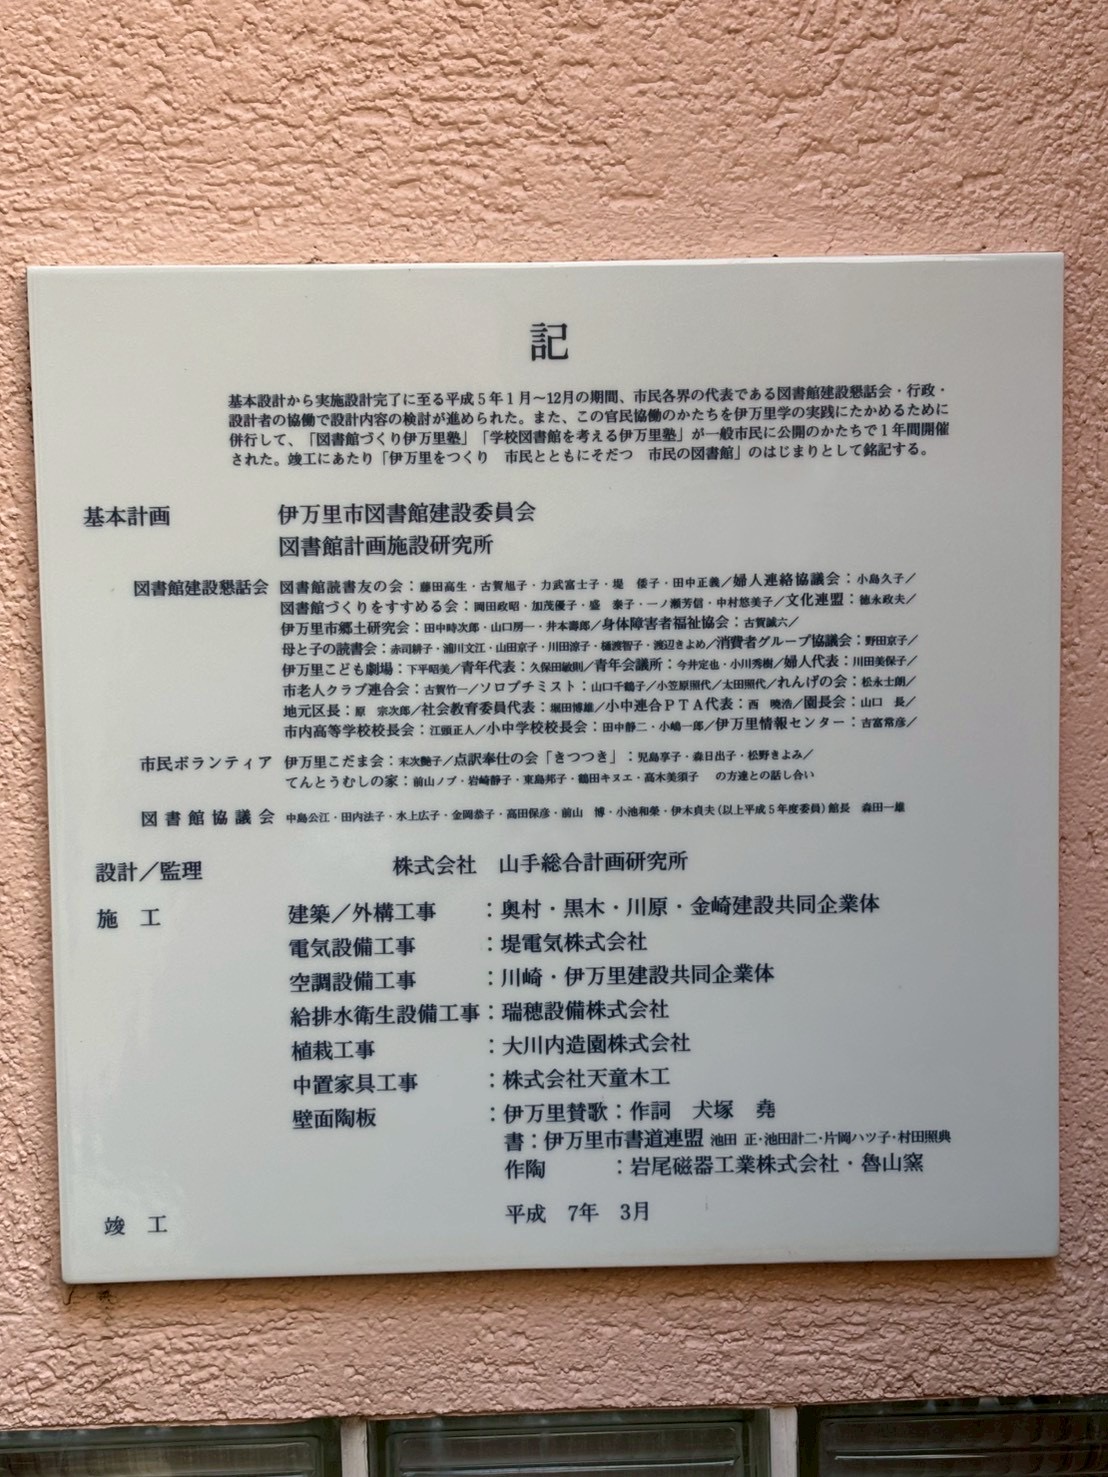 記
基本設計から実施設計完了に至る平成5年1月〜12月の期間、市民各界の代表である図書館建設懇話会・行政・
設計者の協働で設計内容の検討が進められた。また、この官民協働のかたちを伊万里学の実践にたかめるために
併行して、「図書館づくり伊万里塾」「学校図書館を考える伊万里塾」が一般市民に公開のかたちで1年間開催
された。竣工にあたり「伊万里をつくり　市民とともにそだつ　市民の図書館」のはじまりとして銘記する。
基本計画　伊万里市図書館建設委員会
図書館計画施設研究所
図書館建設懇話会　図書館読書友の会：藤田高生・古賀旭子・力武富士子・堤　倭子・田中正義／婦人連絡協議会：小島久子／
図書館づくりをすすめる会：岡田政昭・加茂優子・盛　泰子・一ノ瀬芳信・中村悠美子／文化連盟：徳永政夫／
伊万里市郷土研究会：田中時次郎・山口房一・井本壽郎／身体障害者福祉協会：古賀誠六／
母と子の読書会：赤司耕子・浦川文江・山田京子・川田涼子・樋渡智子・渡辺きよめ／消費者グループ協議会：野田京子／
伊万里こども劇場：下平昭美／青年代表：久保田敏則／青年会議所：今井定也・小川秀樹／婦人代表：川田美保子／
市老人クラブ連合会：古賀竹一／ソロプチミスト：山口千鶴子／小笠原照代／太田照代／れんげの会：松永士朗／
地元区長：原　宗次郎／社会教育委員代表：堀田博雄／小中連合PTA代表：西　暁浩／園長会：山口　長／
市内高等学校校長会：江頭正人／小中学校校長会：田中静二・小嶋一郎／伊万里情報センター：吉富常彦／
市民ボランティア　伊万里こだま会：末次艶子／点訳奉仕の会「きつつき」：児島享子・森日出子・松野きよみ／
てんとうむしの家：前山ノブ・岩崎静子・東島邦子・鶴田キヌエ・高木美須子　の方達との話し合い
図書館協議会　中島公江・田内法子・水上広子・金岡恭子・高田保彦・前山　博・小池和榮・伊木貞夫(以上平成5年度委員)館長　森田一雄
設計／監理　株式会社　山手総合計画研究所
施　工　建築／外構工事：奥村・黒木・川原・金崎建設共同企業体
電気設備工事：堤電気株式会社
空調設備工事：川崎・伊万里建設共同企業体
給排水衛生設備工事：瑞穂設備株式会社
植栽工事：大川内造園株式会社
中置家具工事：株式会社天童木工
壁面陶板：伊万里賛歌：作詞　犬塚　堯
書：伊万里市書道連盟 池田 正・池田計二・片岡ハツ子・村田照典
作陶：岩尾磁器工業株式会社・魯山窯
竣　工　平成　7年　3月